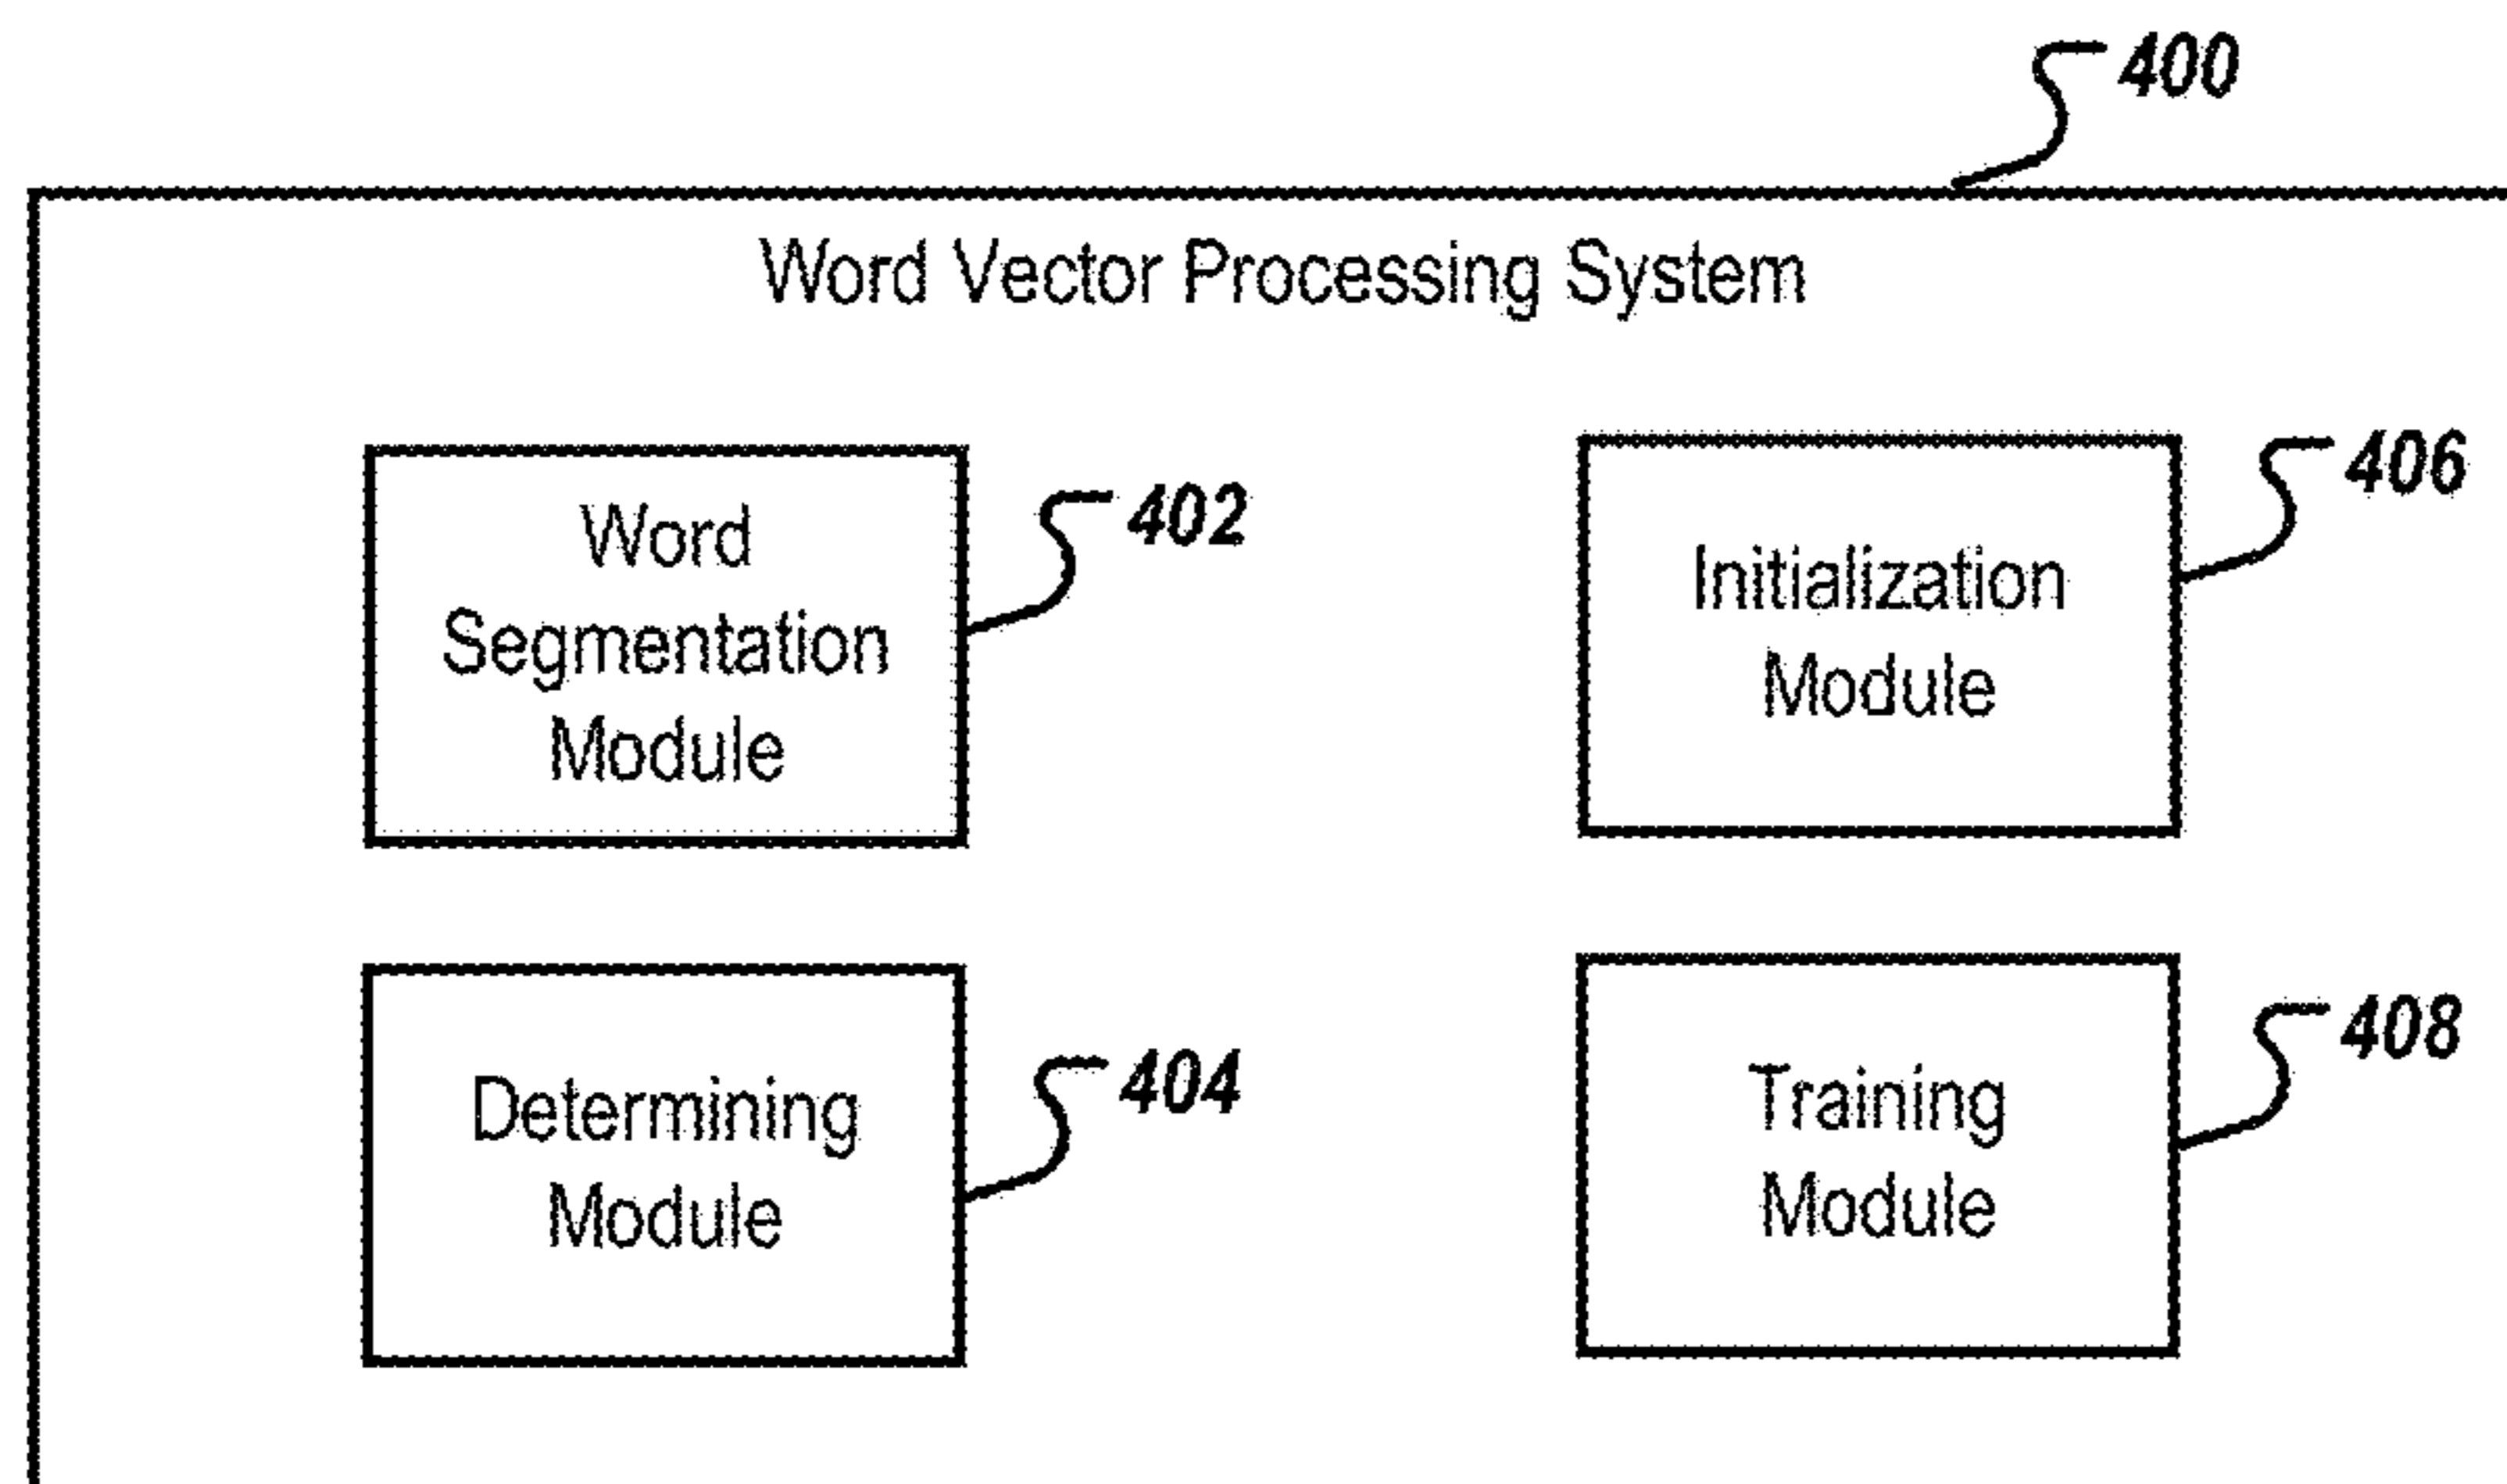 400
Word Vector Processing System
Word
Segmentation
Module
402
Initialization
Module
406
Determining
Module
404
Training
Module
408